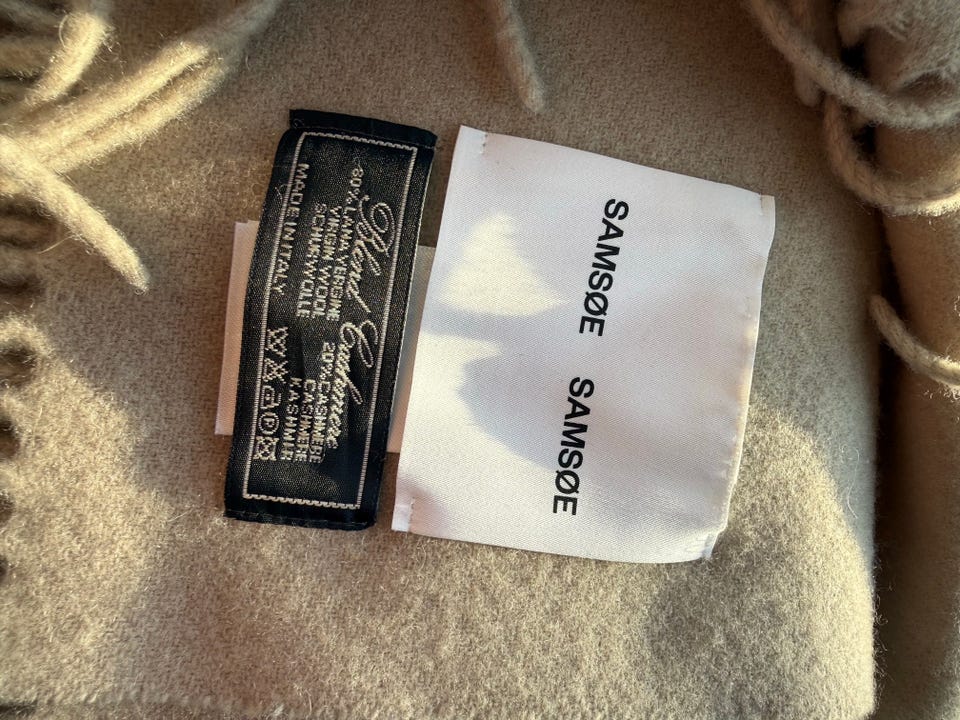 Blend Cashmere
80% LANA VERGINE 20% CASHMERE
VIRGIN WOOL CASHMERE
SCHURWOLLE KASHMIR
MADE IN ITALY
SAMSØE SAMSØE